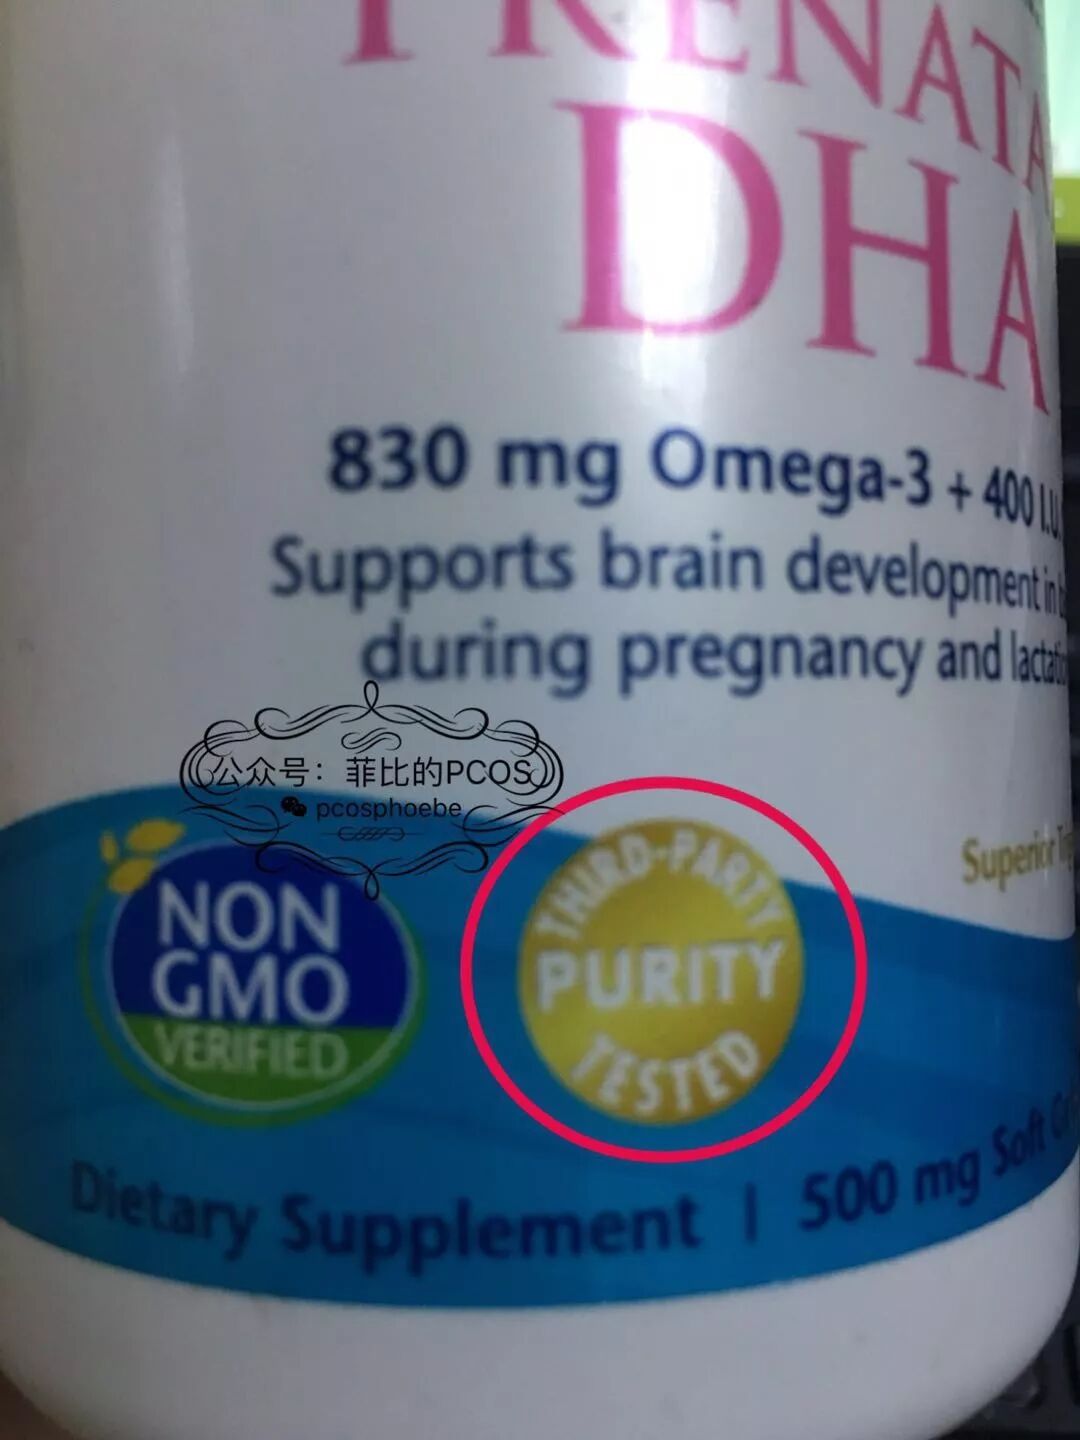 PRENATAL
DHA
830 mg Omega-3 + 400 I.U.
Supports brain development in
during pregnancy and
公众号：菲比的PCOS
pcosphoebe
NON
GMO
VERIFIED
THIRD-PARTY
PURITY
TESTED
Superior
Dietary Supplement | 500 mg Soft